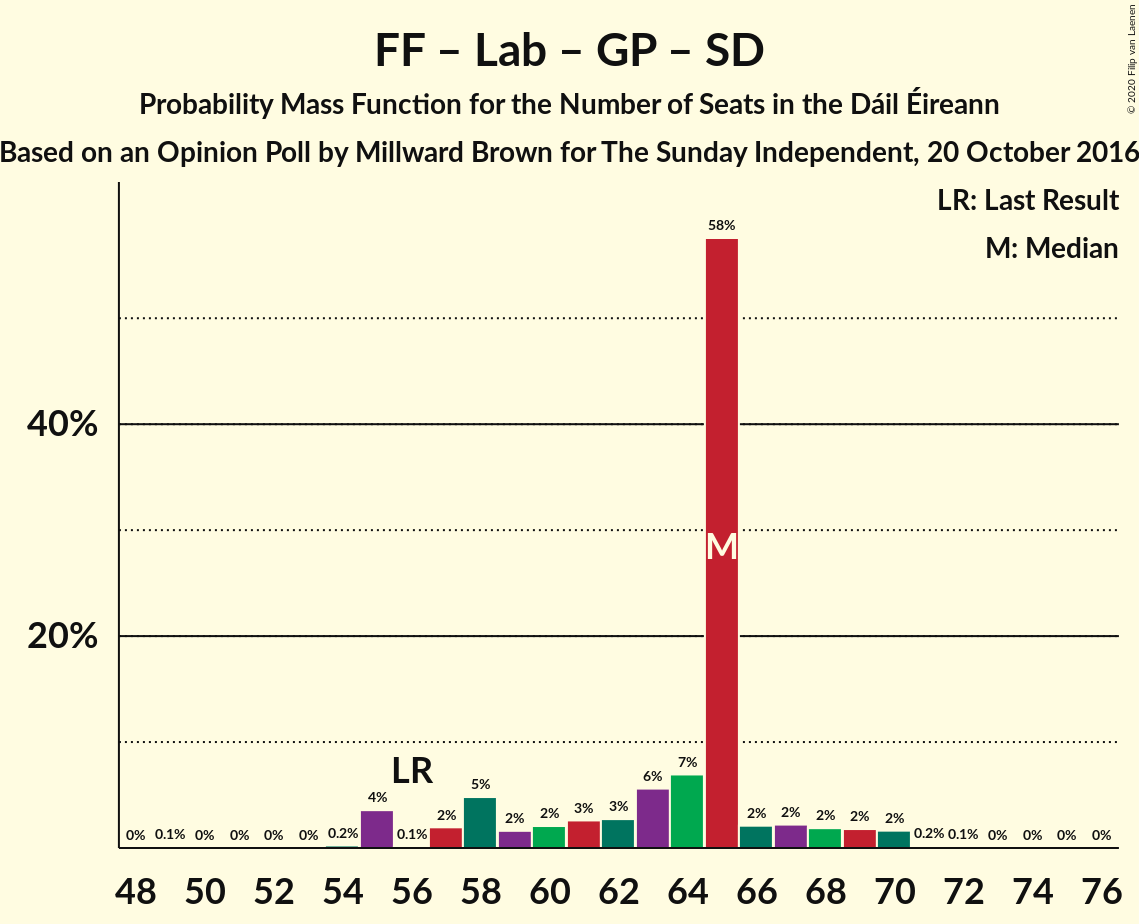 FF – Lab – GP – SD
Probability Mass Function for the Number of Seats in the Dáil Éireann
Based on an Opinion Poll by Millward Brown for The Sunday Independent, 20 October 2016
© 2020 Filip van Laenen
LR: Last Result
M: Median
58%
40%
M
20%
LR
0% 0.1% 0% 0% 0% 0% 0.2% 4% 0.1% 2% 5% 2% 2% 3% 3% 6% 7% 2% 2% 2% 2% 2% 0.2% 0.1% 0% 0% 0% 0%
48 50 52 54 56 58 60 62 64 66 68 70 72 74 76